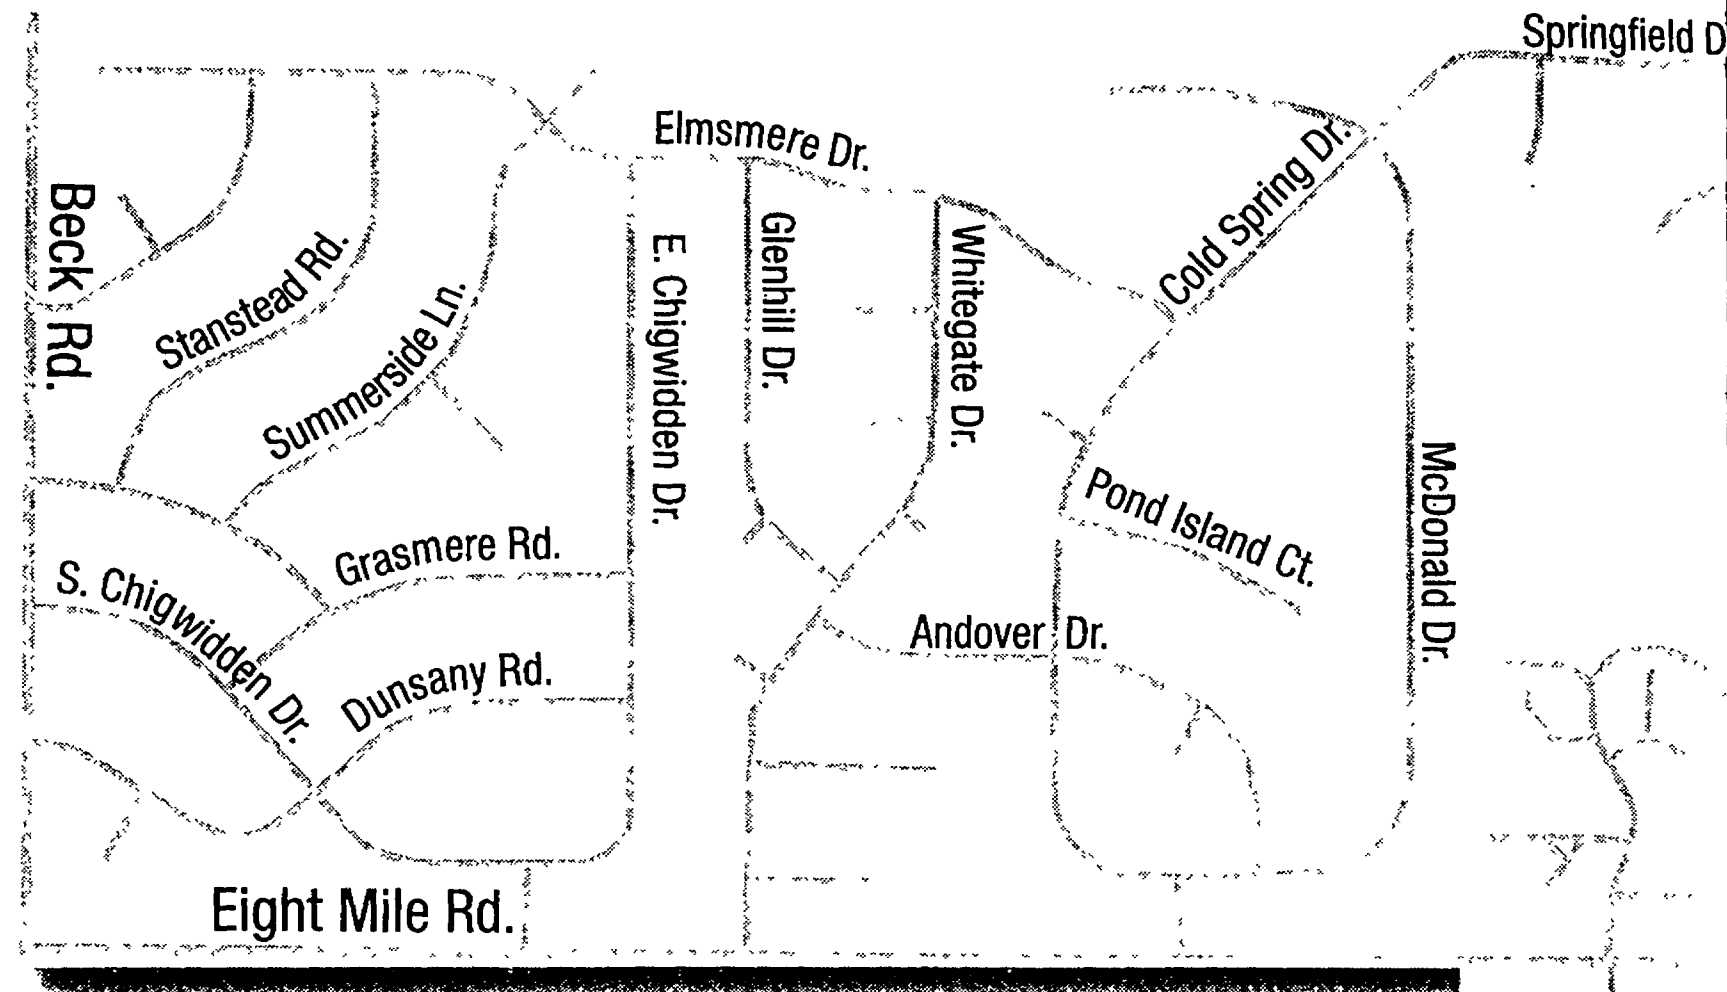 Springfield D
Elmsmere Dr.
Cold Spring Dr.
Beck Rd.
Stanstead Rd.
Summerside Ln.
E. Chigwidden Dr.
Glenhill Dr.
Whitegate Dr.
McDonald Dr.
Pond Island Ct.
Grasmere Rd.
S. Chigwidden Dr.
Andover Dr.
Dunsany Rd.
Eight Mile Rd.